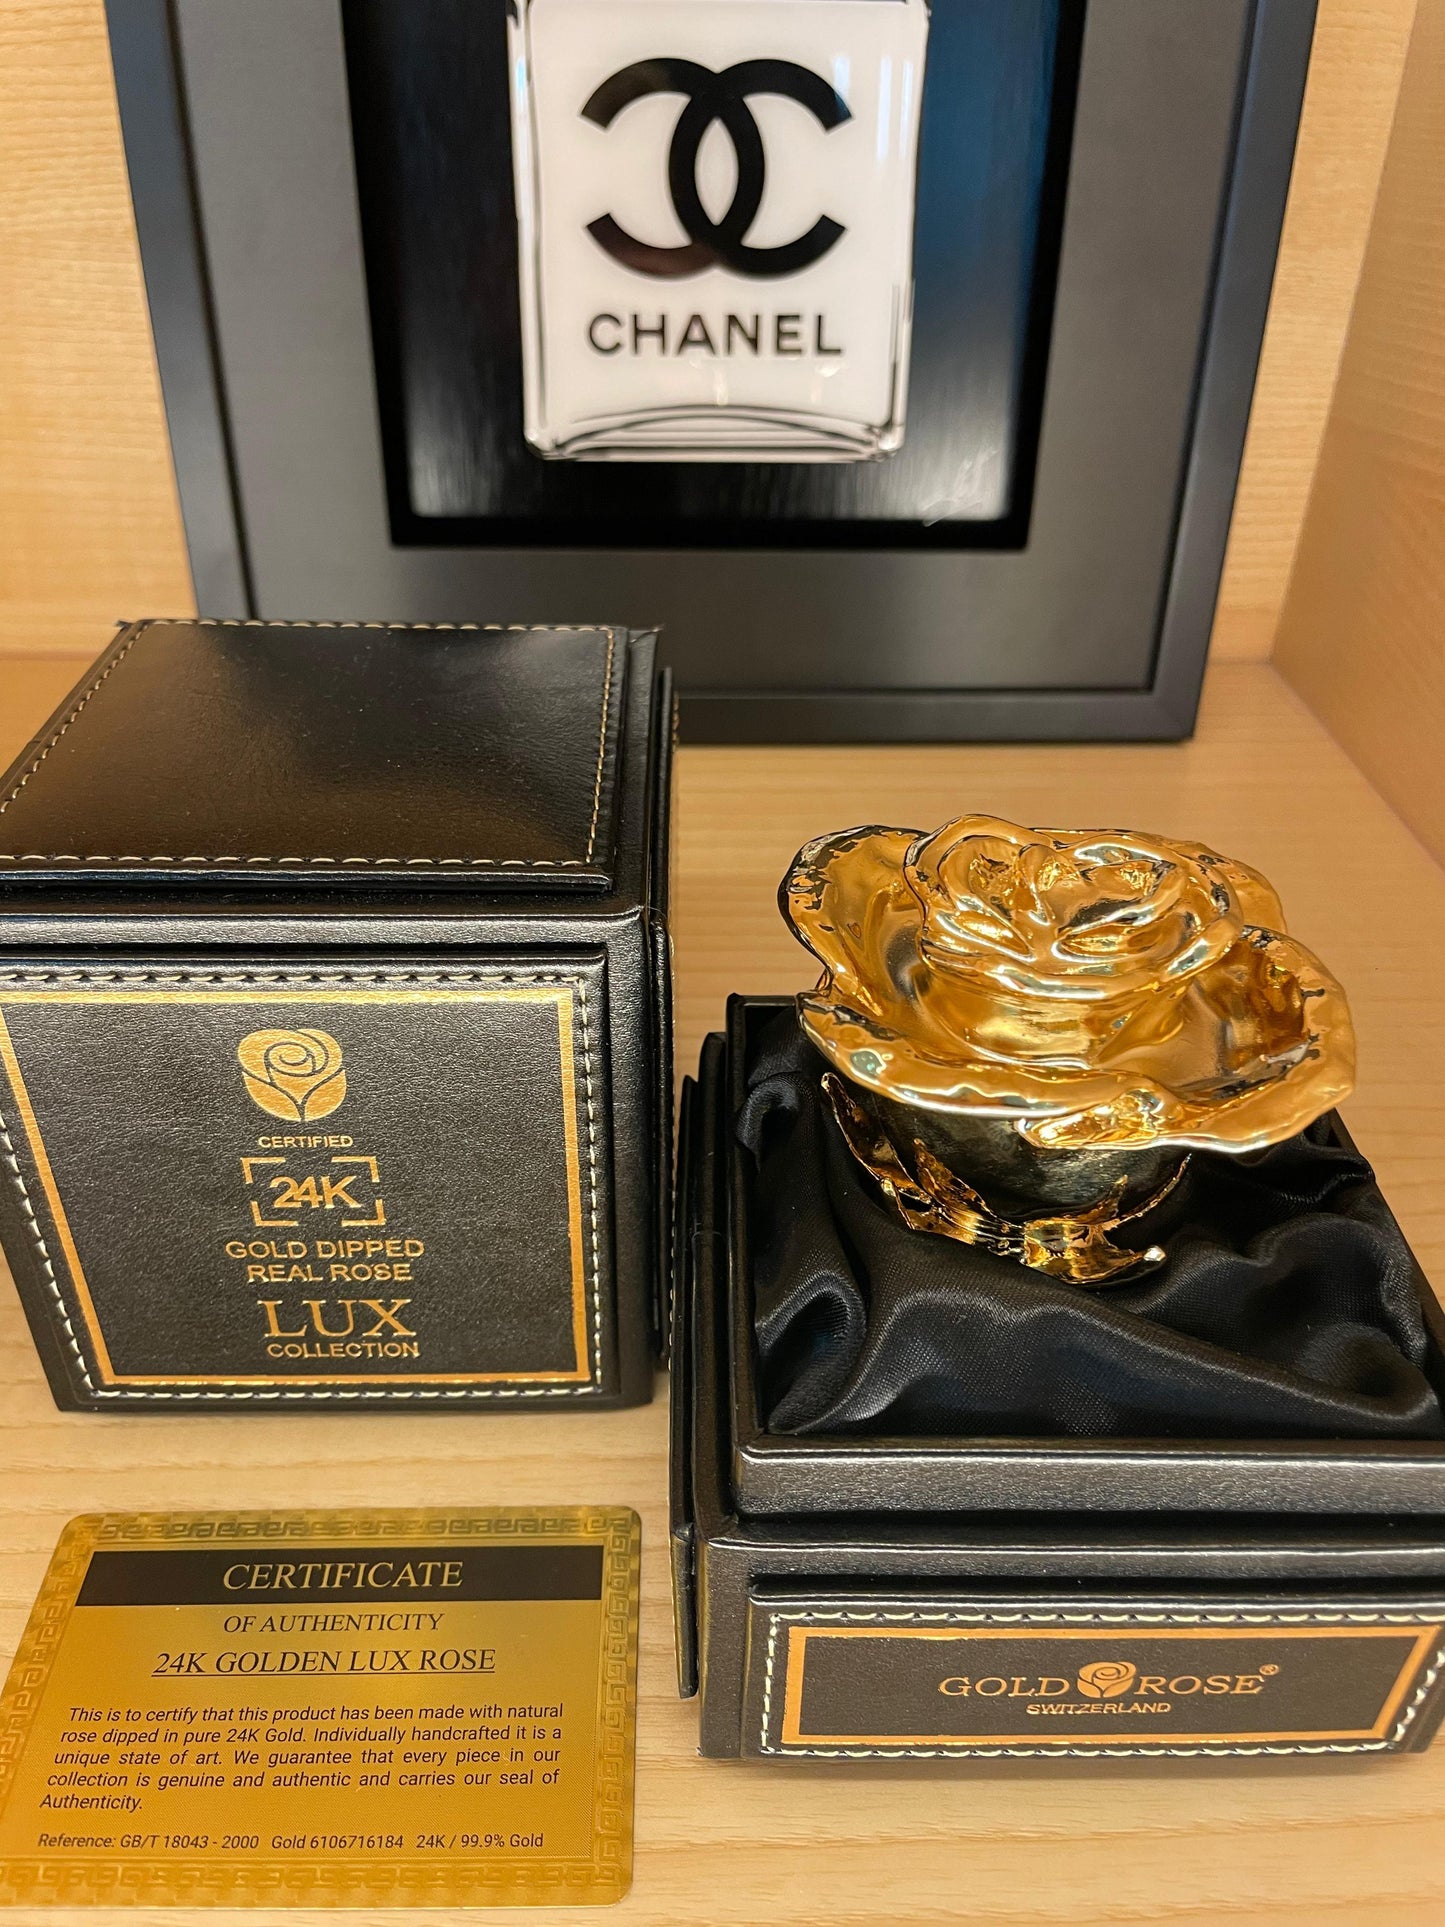 CHANEL
CERTIFIED
24K
GOLD DIPPED
REAL ROSE
LUX
COLLECTION
GOLD ROSE®
SWITZERLAND
CERTIFICATE
OF AUTHENTICITY
24K GOLDEN LUX ROSE
This is to certify that this product has been made with natural
rose dipped in pure 24K Gold. Individually handcrafted it is a
unique state of art. We guarantee that every piece in our
collection is genuine and authentic and carries our seal of
Authenticity.
Reference: GB/T 18043 - 2000 Gold 6106716184 24K / 99.9% Gold